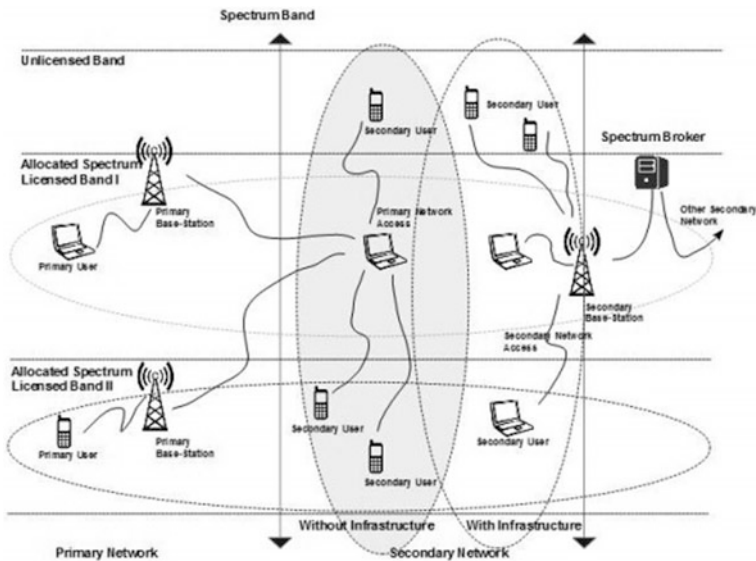 Spectrum Band
Unlicensed Band
Secondary User
Secondary User
Spectrum Broker
Allocated Spectrum
Licensed Band I
Primary
Base-Station
Primary Network
Access
Other Secondary
Network
Primary User
Secondary
Base-Station
Secondary Network
Access
Allocated Spectrum
Licensed Band II
Secondary User
Primary User
Primary
Base-Station
Secondary User
Secondary User
Without Infrastructure
With Infrastructure
Primary Network
Secondary Network